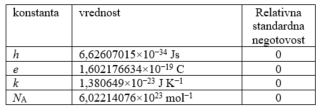 konstanta vrednost Relativna
standardna
negotovost
h 6,62607015×10⁻³⁴ Js 0
e 1,602176634×10⁻¹⁹ C 0
k 1,380649×10⁻²³ J K⁻¹ 0
N_A 6,02214076×10²³ mol⁻¹ 0